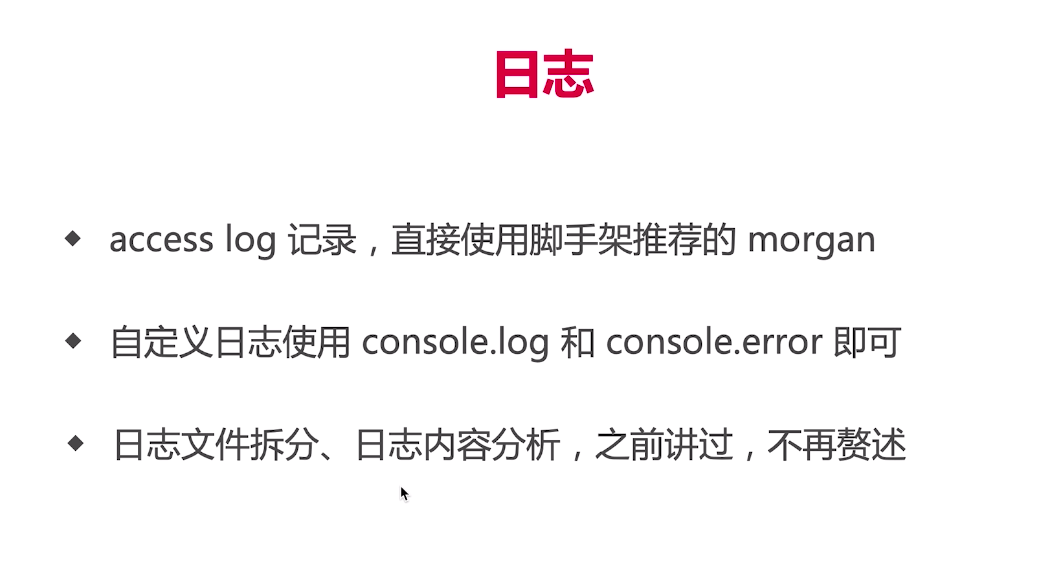 日志
access log 记录，直接使用脚手架推荐的 morgan
自定义日志使用 console.log 和 console.error 即可
日志文件拆分、日志内容分析，之前讲过，不再赘述